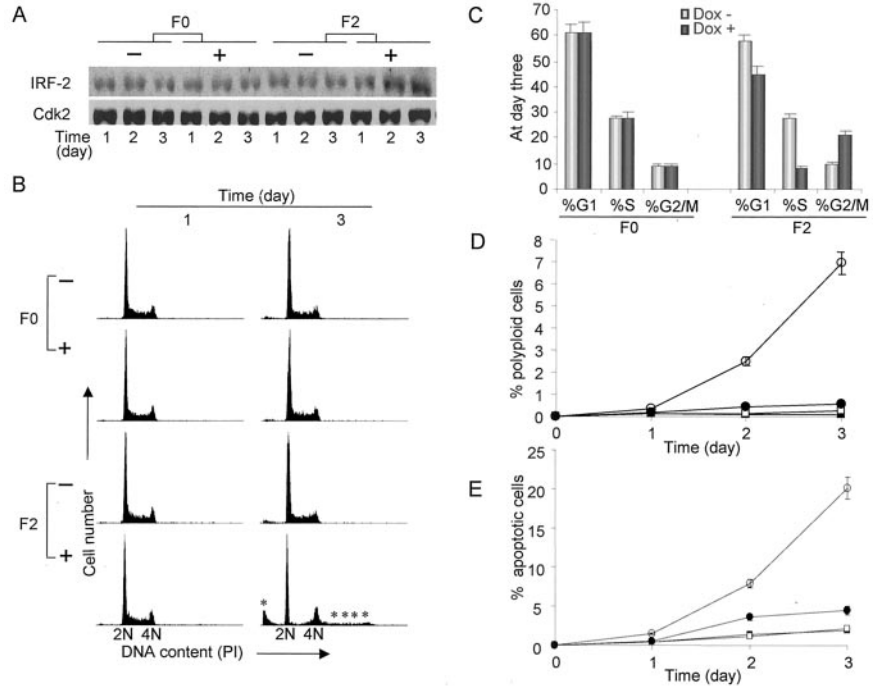 A
F0
F2
− + − +
IRF-2
Cdk2
Time (day)
1 2 3 1 2 3 1 2 3 1 2 3
B
Time (day)
1 3
F0
−
+
F2
−
+
Cell number
*
* * * *
2N 4N 2N 4N
DNA content (PI)
C
Dox -
Dox +
At day three
70
60
50
40
30
20
10
0
%G1 %S %G2/M %G1 %S %G2/M
F0 F2
D
% polyploid cells
8
7
6
5
4
3
2
1
0
0 1 2 3
Time (day)
E
% apoptotic cells
25
20
15
10
5
0
0 1 2 3
Time (day)